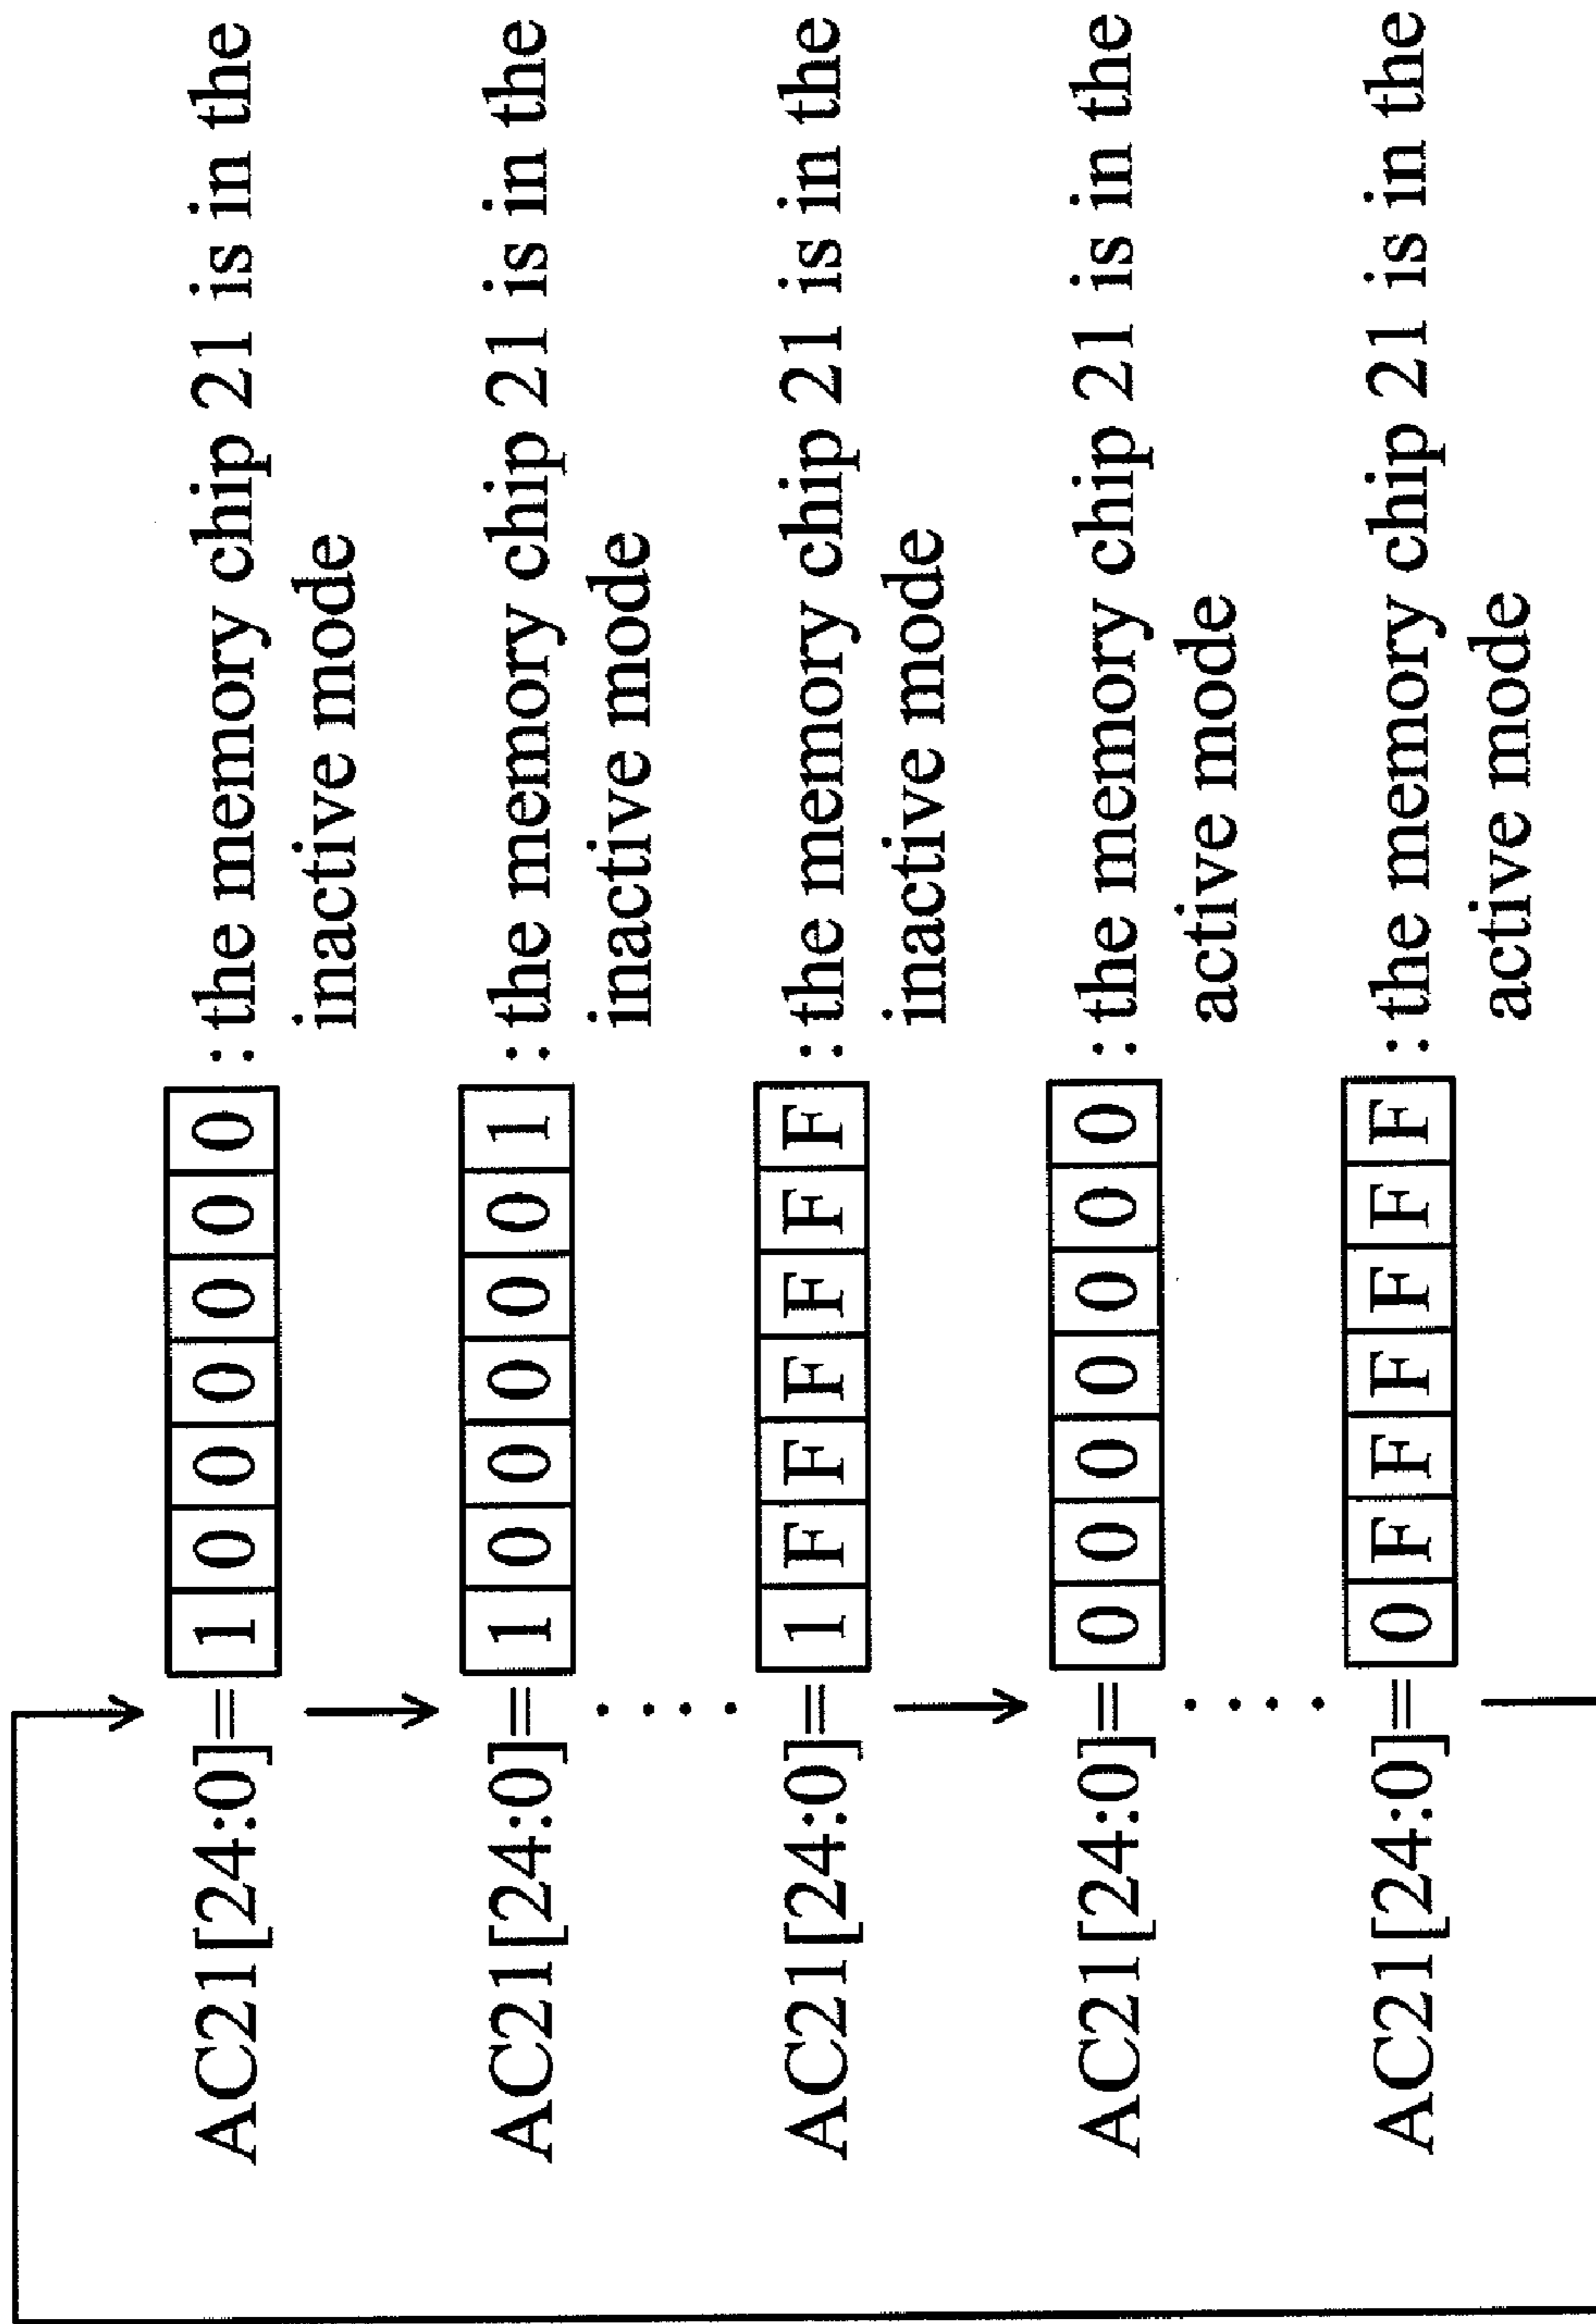 AC21[24:0]= 1 0 0 0 0 0 0 : the memory chip 21 is in the
inactive mode
AC21[24:0]= 1 0 0 0 0 0 1 : the memory chip 21 is in the
inactive mode
. . . .
AC21[24:0]= 1 F F F F F F : the memory chip 21 is in the
inactive mode
AC21[24:0]= 0 0 0 0 0 0 0 : the memory chip 21 is in the
active mode
. . . .
AC21[24:0]= 0 F F F F F F : the memory chip 21 is in the
active mode